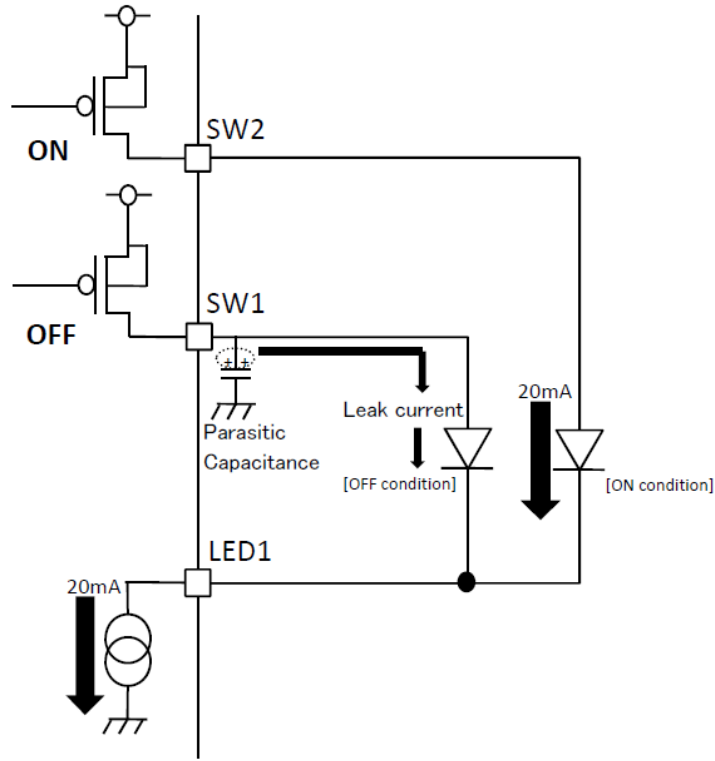 SW2
ON
SW1
OFF
++
Leak current
20mA
Parasitic
Capacitance
[OFF condition]
[ON condition]
LED1
20mA